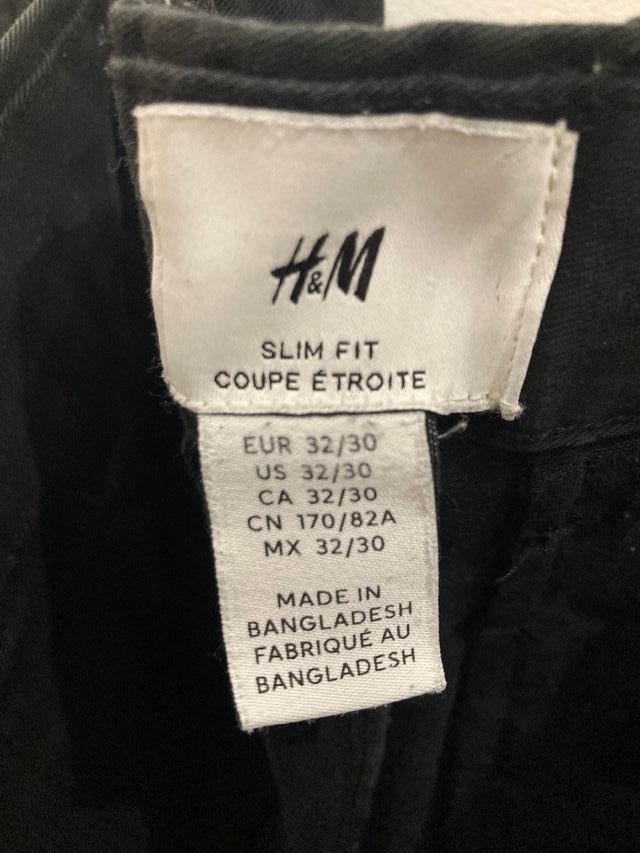 H&M
SLIM FIT
COUPE ÉTROITE
EUR 32/30
US 32/30
CA 32/30
CN 170/82A
MX 32/30
MADE IN
BANGLADESH
FABRIQUÉ AU
BANGLADESH